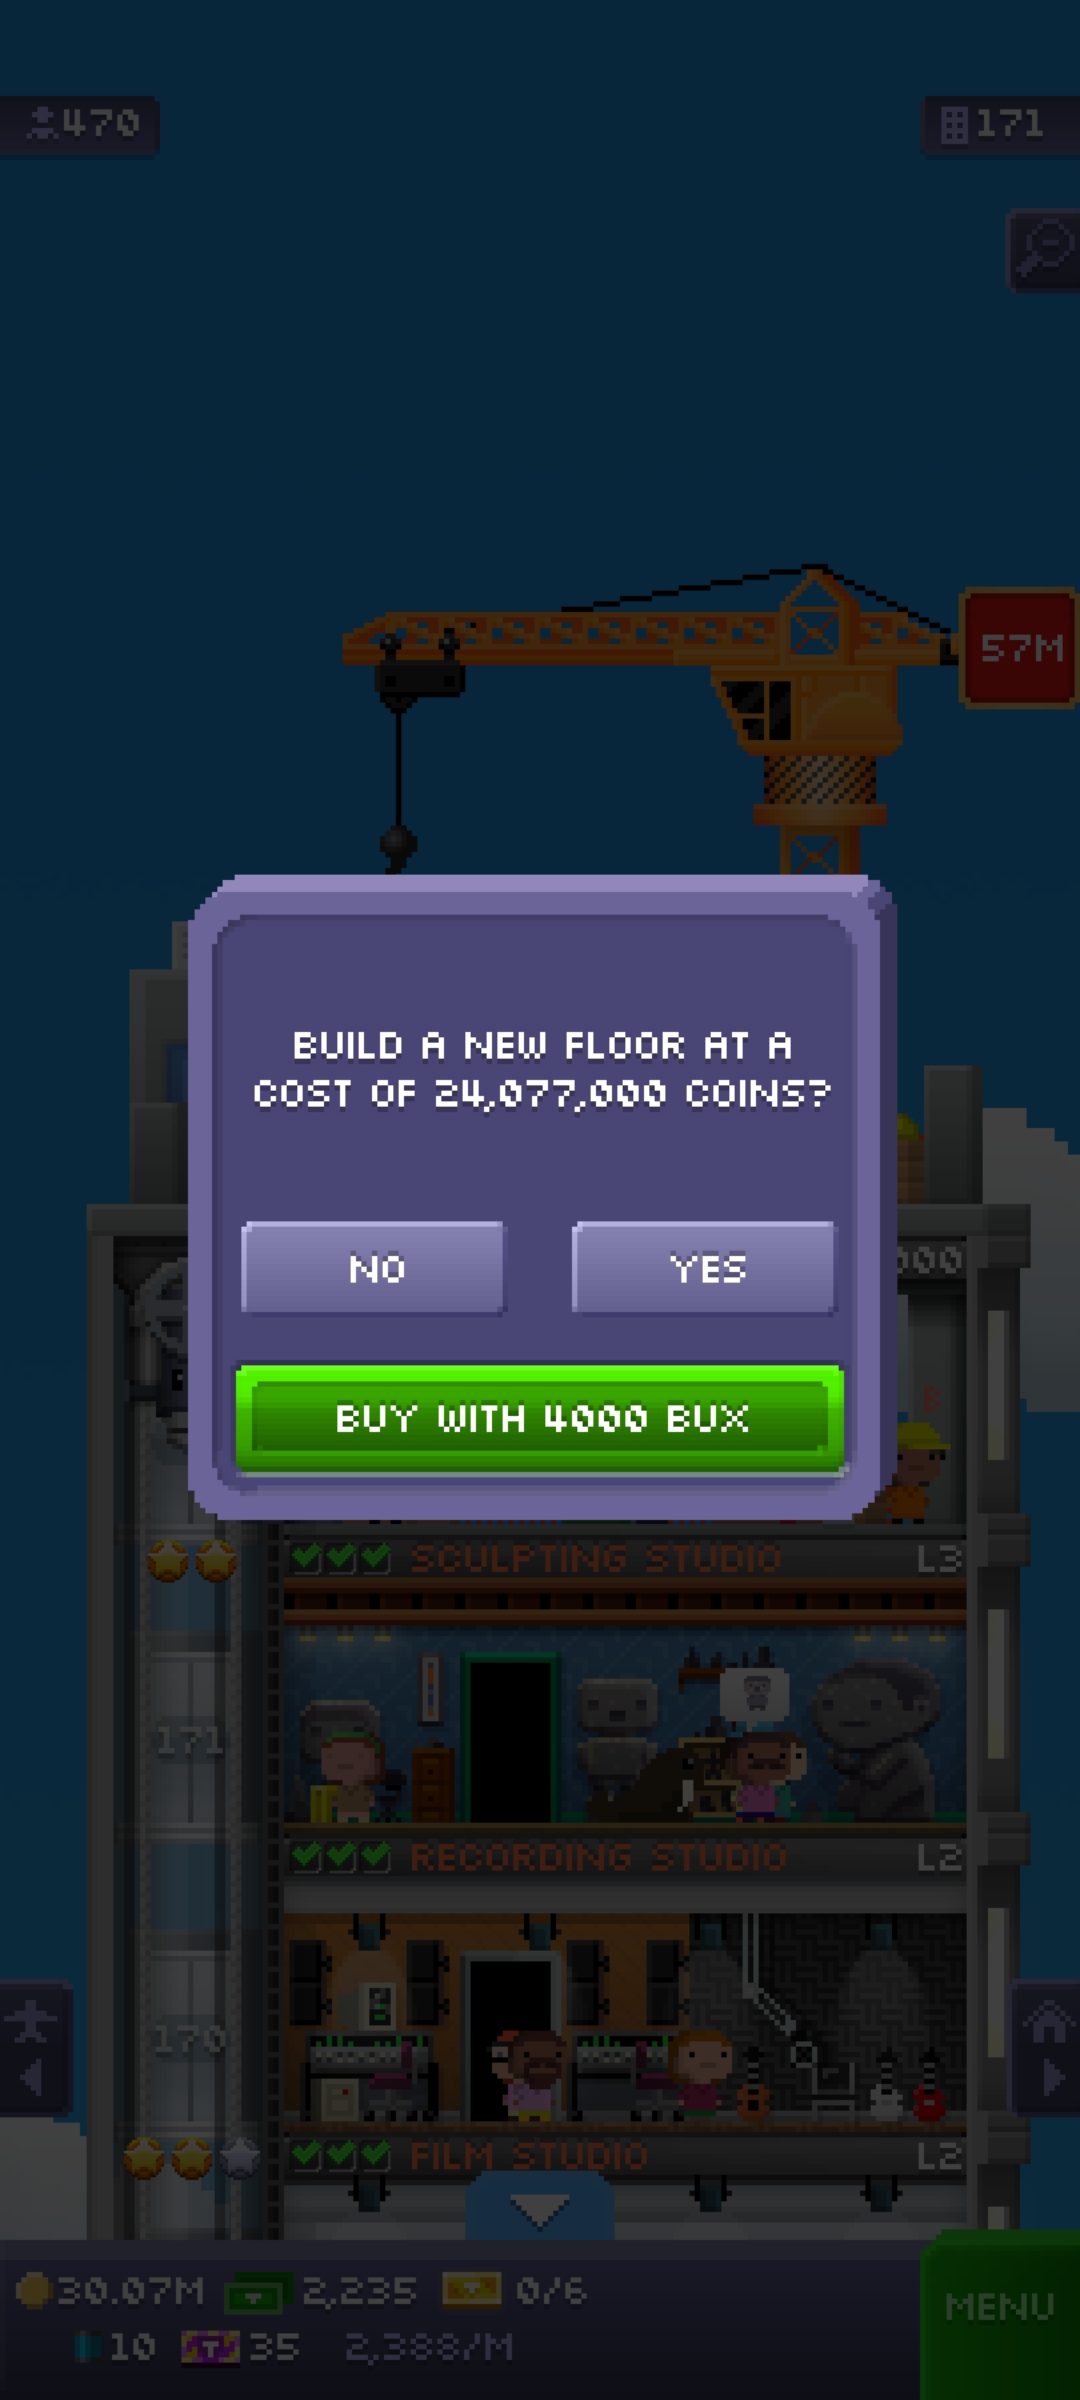 470
171
57M
BUILD A NEW FLOOR AT A
COST OF 24,077,000 COINS?
NO
YES
000
BUY WITH 4000 BUX
SCULPTING STUDIO L3
171
RECORDING STUDIO L2
170
FILM STUDIO L2
30.07M 2,235 0/6
MENU
10 T 35 2,388/M